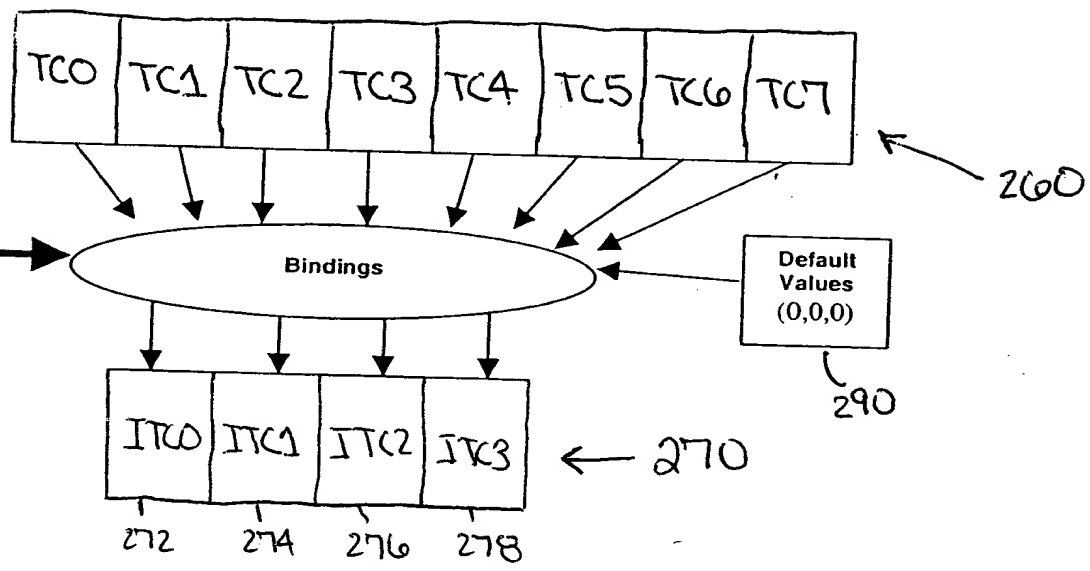 TC0 TC1 TC2 TC3 TC4 TC5 TC6 TC7
260
Bindings
Default
Values
(0,0,0)
290
ITC0 ITC1 ITC2 ITC3
270
272 274 276 278